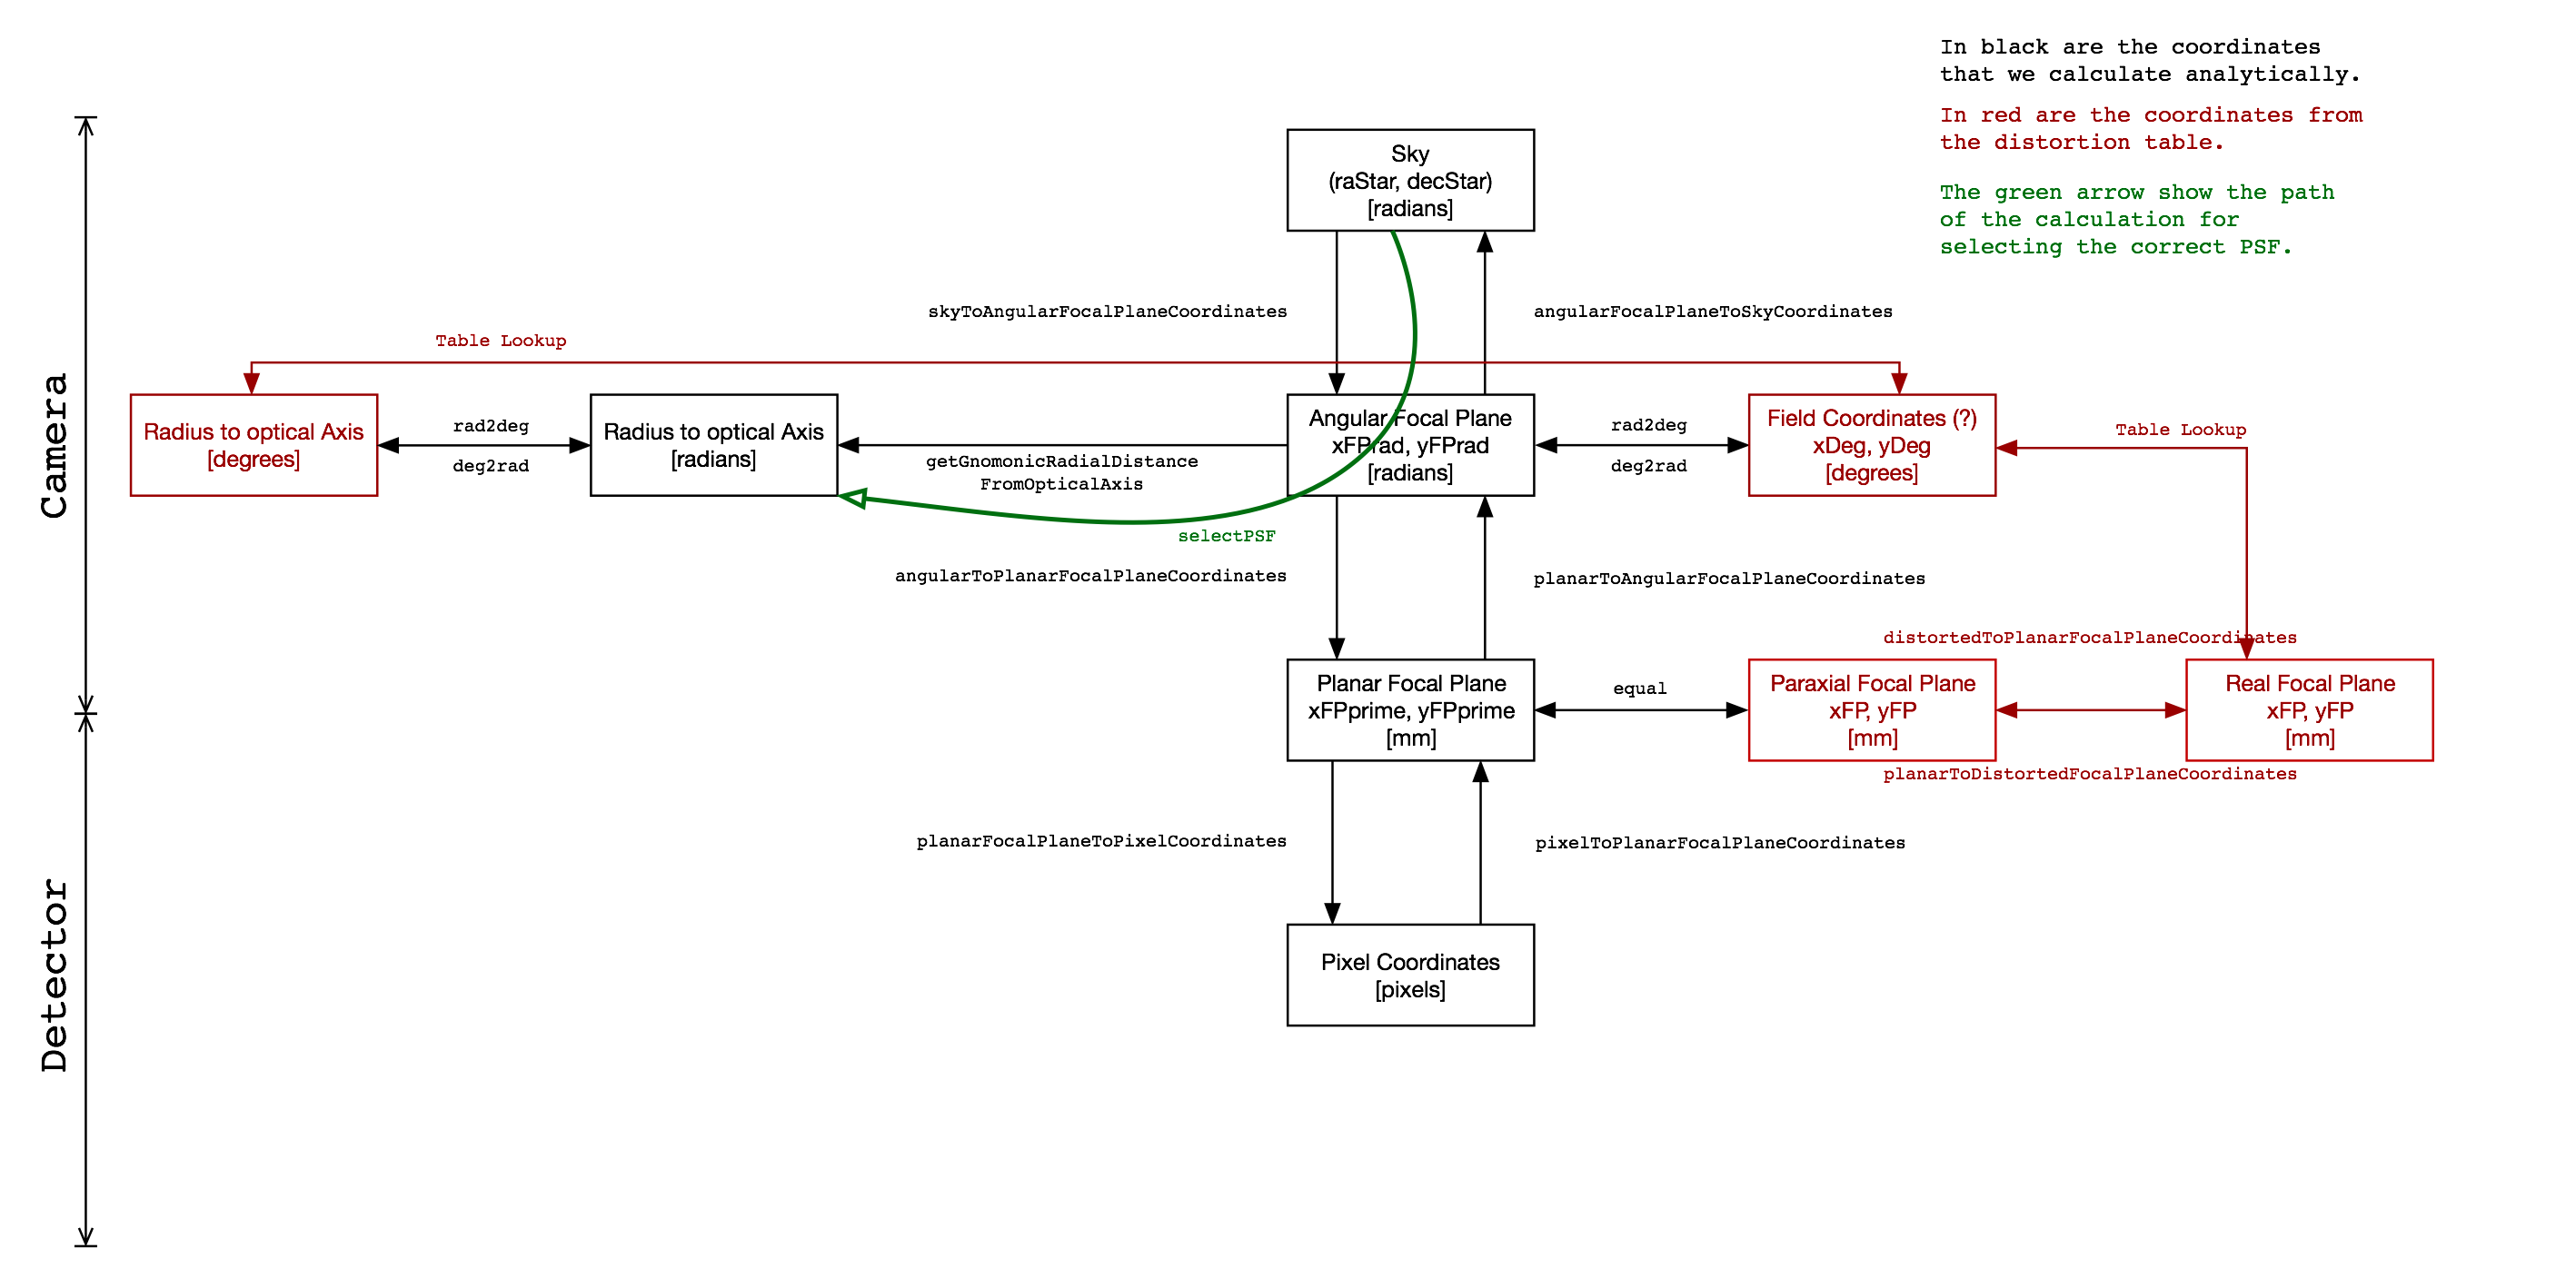 In black are the coordinates
that we calculate analytically.
In red are the coordinates from
the distortion table.
The green arrow show the path
of the calculation for
selecting the correct PSF.
Camera
Detector
Sky
(raStar, decStar)
[radians]
skyToAngularFocalPlaneCoordinates
angularFocalPlaneToSkyCoordinates
Table Lookup
Radius to optical Axis
[degrees]
rad2deg
deg2rad
Radius to optical Axis
[radians]
getGnomonicRadialDistance
FromOpticalAxis
Angular Focal Plane
xFPrad, yFPrad
[radians]
rad2deg
deg2rad
Field Coordinates (?)
xDeg, yDeg
[degrees]
Table Lookup
selectPSF
angularToPlanarFocalPlaneCoordinates
planarToAngularFocalPlaneCoordinates
distortedToPlanarFocalPlaneCoordinates
Planar Focal Plane
xFPprime, yFPprime
[mm]
equal
Paraxial Focal Plane
xFP, yFP
[mm]
Real Focal Plane
xFP, yFP
[mm]
planarToDistortedFocalPlaneCoordinates
planarFocalPlaneToPixelCoordinates
pixelToPlanarFocalPlaneCoordinates
Pixel Coordinates
[pixels]